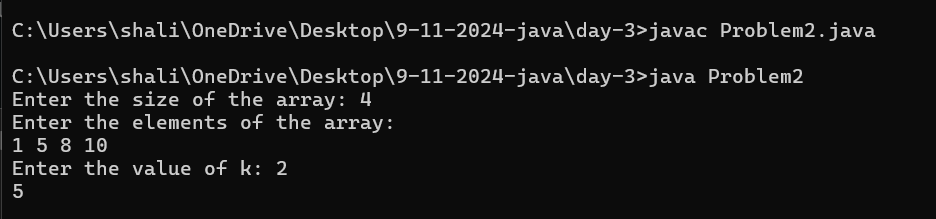 C:\Users\shali\OneDrive\Desktop\9-11-2024-java\day-3>javac Problem2.java
C:\Users\shali\OneDrive\Desktop\9-11-2024-java\day-3>java Problem2
Enter the size of the array: 4
Enter the elements of the array:
1 5 8 10
Enter the value of k: 2
5